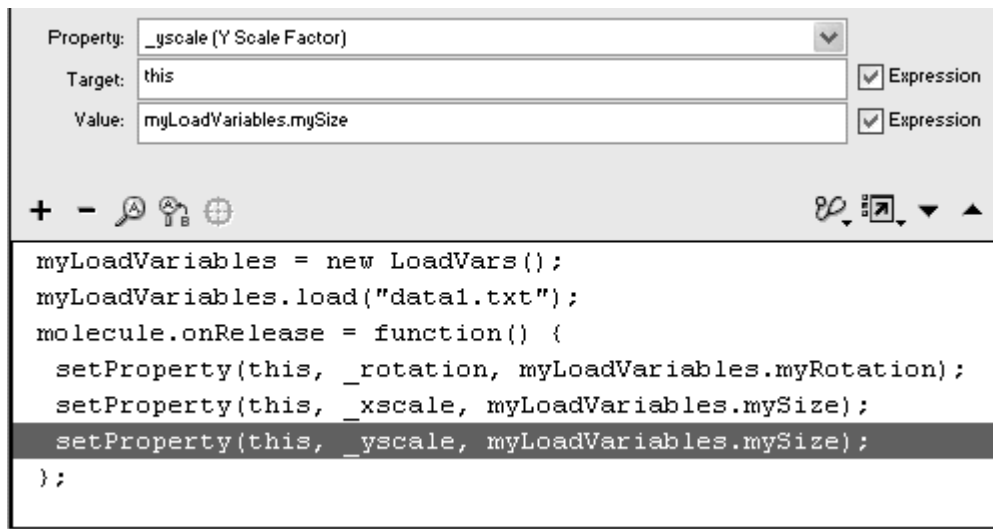 Property: _yscale (Y Scale Factor)
Target: this Expression
Value: myLoadVariables.mySize Expression
myLoadVariables = new LoadVars();
myLoadVariables.load("data1.txt");
molecule.onRelease = function() {
setProperty(this, _rotation, myLoadVariables.myRotation);
setProperty(this, _xscale, myLoadVariables.mySize);
setProperty(this, _yscale, myLoadVariables.mySize);
};